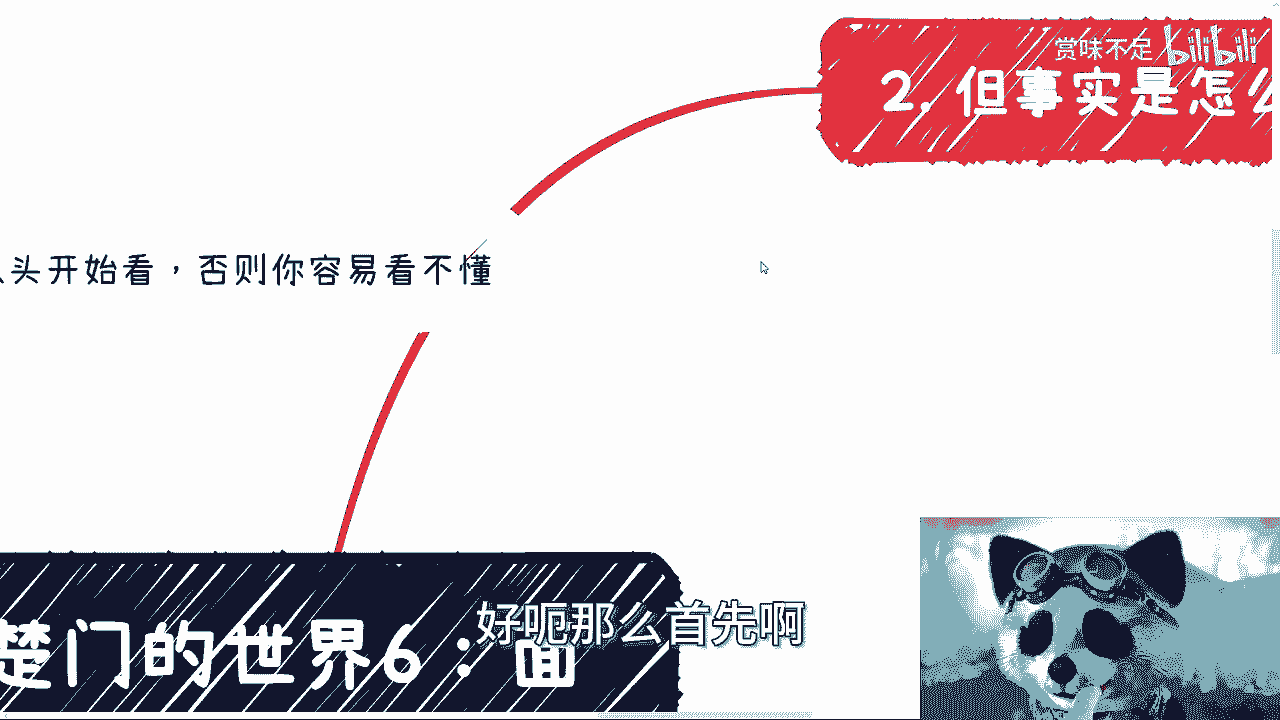 赏味不足 bilibili
2. 但事实是怎么
头开始看，否则你容易看不懂
好呃那么首先啊
楚门的世界6：面